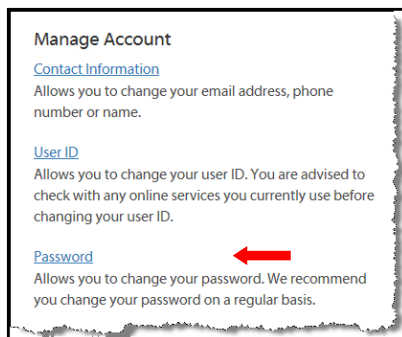 Manage Account
Contact Information
Allows you to change your email address, phone
number or name.
User ID
Allows you to change your user ID. You are advised to
check with any online services you currently use before
changing your user ID.
Password
Allows you to change your password. We recommend
you change your password on a regular basis.